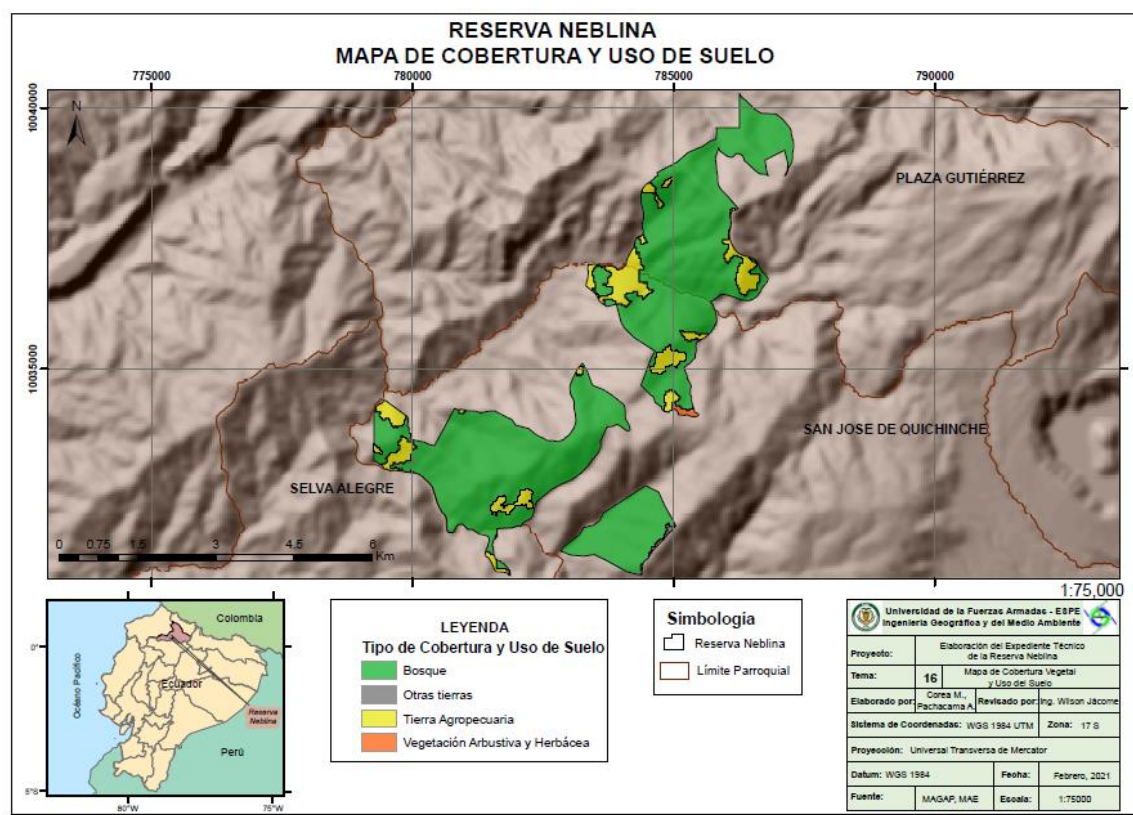 RESERVA NEBLINA
MAPA DE COBERTURA Y USO DE SUELO
775000
780000
785000
790000
10040000
10035000
N
PLAZA GUTIÉRREZ
SAN JOSE DE QUICHINCHE
SELVA ALEGRE
0 0.75 1.5 3 4.5 6
Km
1:75,000
80°W
75°W
0°
5°S
Colombia
Océano Pacífico
Ecuador
Reserva
Neblina
Perú
LEYENDA
Tipo de Cobertura y Uso de Suelo
Bosque
Otras tierras
Tierra Agropecuaria
Vegetación Arbustiva y Herbácea
Simbología
Reserva Neblina
Límite Parroquial
Universidad de la Fuerzas Armadas - ESPE
Ingeniería Geográfica y del Medio Ambiente
Proyecto: Elaboración del Expediente Técnico
de la Reserva Neblina
Tema: 16 Mapa de Cobertura Vegetal
y Uso del Suelo
Elaborado por: Corea M.,
Pachacama A.
Revisado por: Ing. Wilson Jácome
Sistema de Coordenadas: WGS 1984 UTM Zona: 17 S
Proyección: Universal Transversa de Mercator
Datum: WGS 1984 Fecha: Febrero, 2021
Fuente: MAGAP, MAE Escala: 1:75000